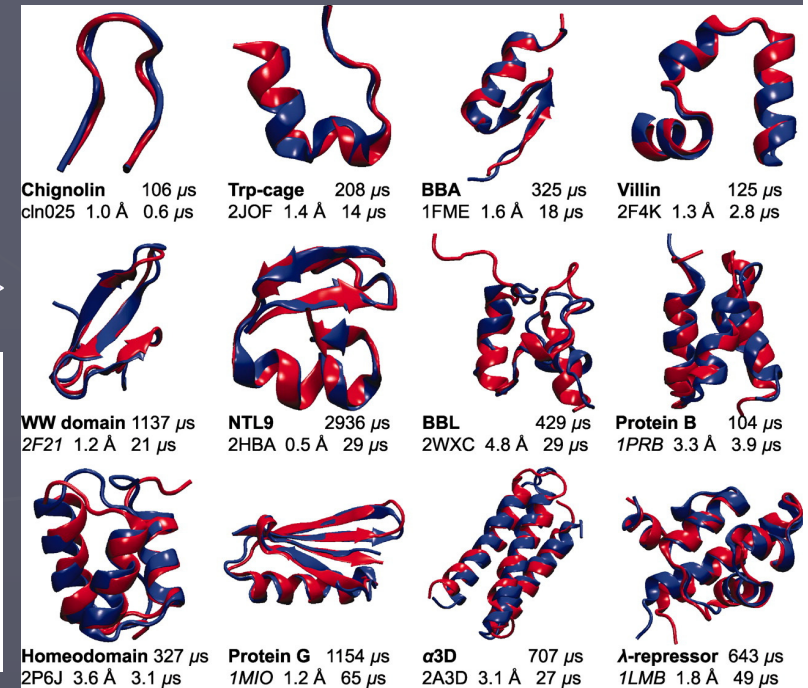 Chignolin 106 µs Trp-cage 208 µs BBA 325 µs Villin 125 µs
cln025 1.0 Å 0.6 µs 2JOF 1.4 Å 14 µs 1FME 1.6 Å 18 µs 2F4K 1.3 Å 2.8 µs
WW domain 1137 µs NTL9 2936 µs BBL 429 µs Protein B 104 µs
2F21 1.2 Å 21 µs 2HBA 0.5 Å 29 µs 2WXC 4.8 Å 29 µs 1PRB 3.3 Å 3.9 µs
Homeodomain 327 µs Protein G 1154 µs α3D 707 µs λ-repressor 643 µs
2P6J 3.6 Å 3.1 µs 1MIO 1.2 Å 65 µs 2A3D 3.1 Å 27 µs 1LMB 1.8 Å 49 µs